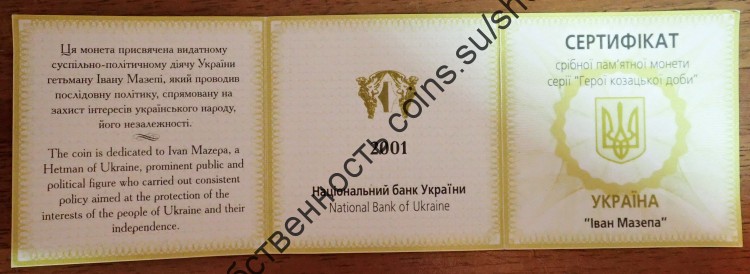 Ця монета присвячена видатному
суспільно-політичному діячу України
гетьману Івану Мазепі, який проводив
послідовну політику, спрямовану на
захист інтересів українського народу,
його незалежності.
The coin is dedicated to Ivan Mazepa, a
Hetman of Ukraine, prominent public and
political figure who carried out consistent
policy aimed at the protection of the
interests of the people of Ukraine and their
independence.
2001
Національний банк України
National Bank of Ukraine
СЕРТИФІКАТ
срібної пам'ятної монети
серії "Герої козацької доби"
УКРАЇНА
"Іван Мазепа"
бственность coins.su/sh